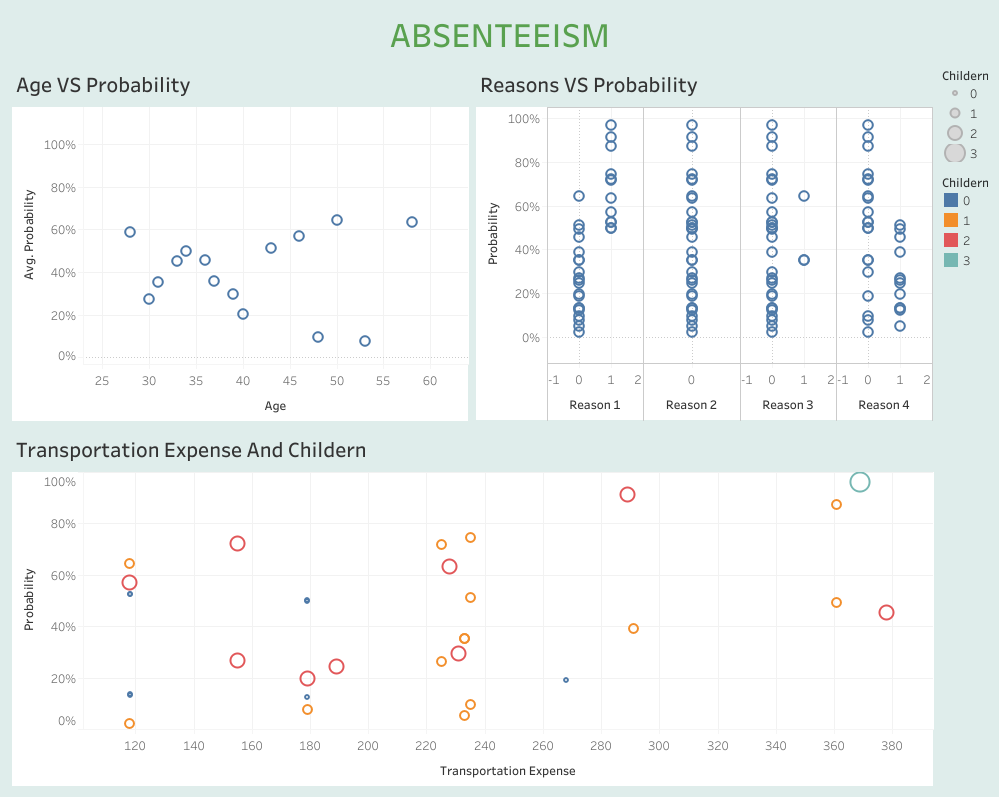 ABSENTEEISM
Age VS Probability
100%
80%
60%
40%
20%
0%
Avg. Probability
25 30 35 40 45 50 55 60
Age
Reasons VS Probability
100%
80%
60%
40%
20%
0%
Probability
-1 0 1 2 0 -1 0 1 2 -1 0 1 2
Reason 1 Reason 2 Reason 3 Reason 4
Childern
0
1
2
3
Childern
0
1
2
3
Transportation Expense And Childern
100%
80%
60%
40%
20%
0%
Probability
120 140 160 180 200 220 240 260 280 300 320 340 360 380
Transportation Expense